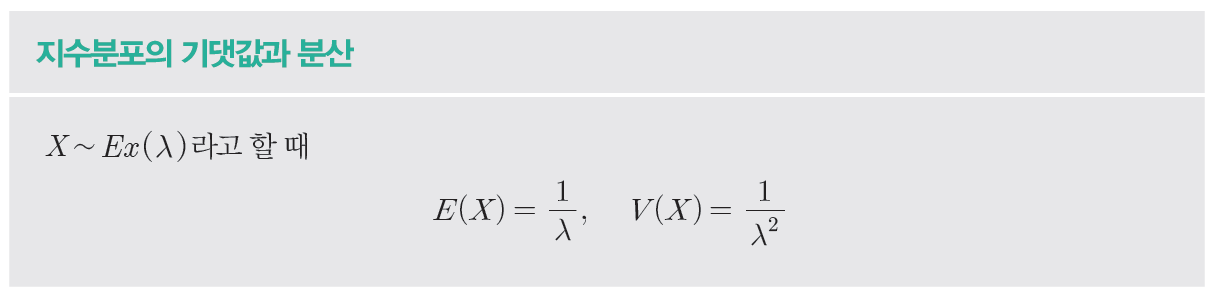 지수분포의 기댓값과 분산
X ~ Ex(λ)라고 할 때
E(X) = 1/λ, V(X) = 1/λ²